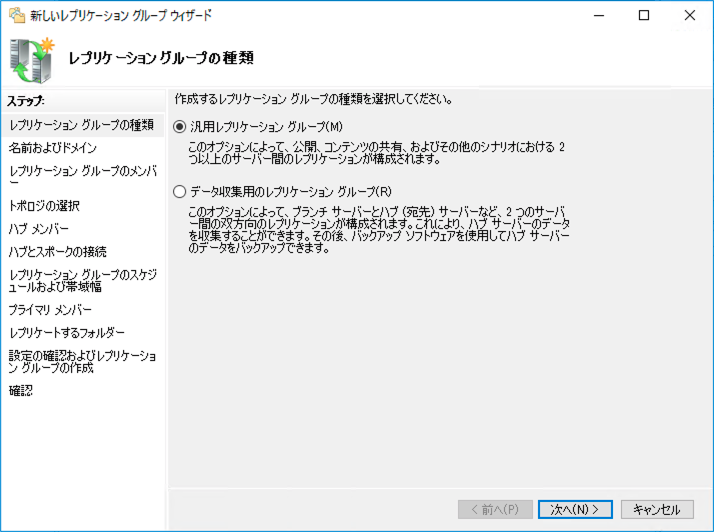 新しいレプリケーション グループ ウィザード
レプリケーション グループの種類
ステップ:
レプリケーション グループの種類
名前およびドメイン
レプリケーション グループのメンバ
ー
トポロジの選択
ハブ メンバー
ハブとスポークの接続
レプリケーション グループのスケジ
ュールおよび帯域幅
プライマリ メンバー
レプリケートするフォルダー
設定の確認およびレプリケーショ
ン グループの作成
確認
作成するレプリケーション グループの種類を選択してください。
汎用レプリケーション グループ(M)
このオプションによって、公開、コンテンツの共有、およびその他のシナリオにおける 2
つ以上のサーバー間のレプリケーションが構成されます。
データ収集用のレプリケーション グループ(R)
このオプションによって、ブランチ サーバーとハブ (宛先) サーバーなど、2 つのサーバ
ー間の双方向のレプリケーションが構成されます。これにより、ハブ サーバーのデータ
を収集することができます。その後、バックアップ ソフトウェアを使用してハブ サーバー
のデータをバックアップできます。
< 前へ(P)
次へ(N) >
キャンセル